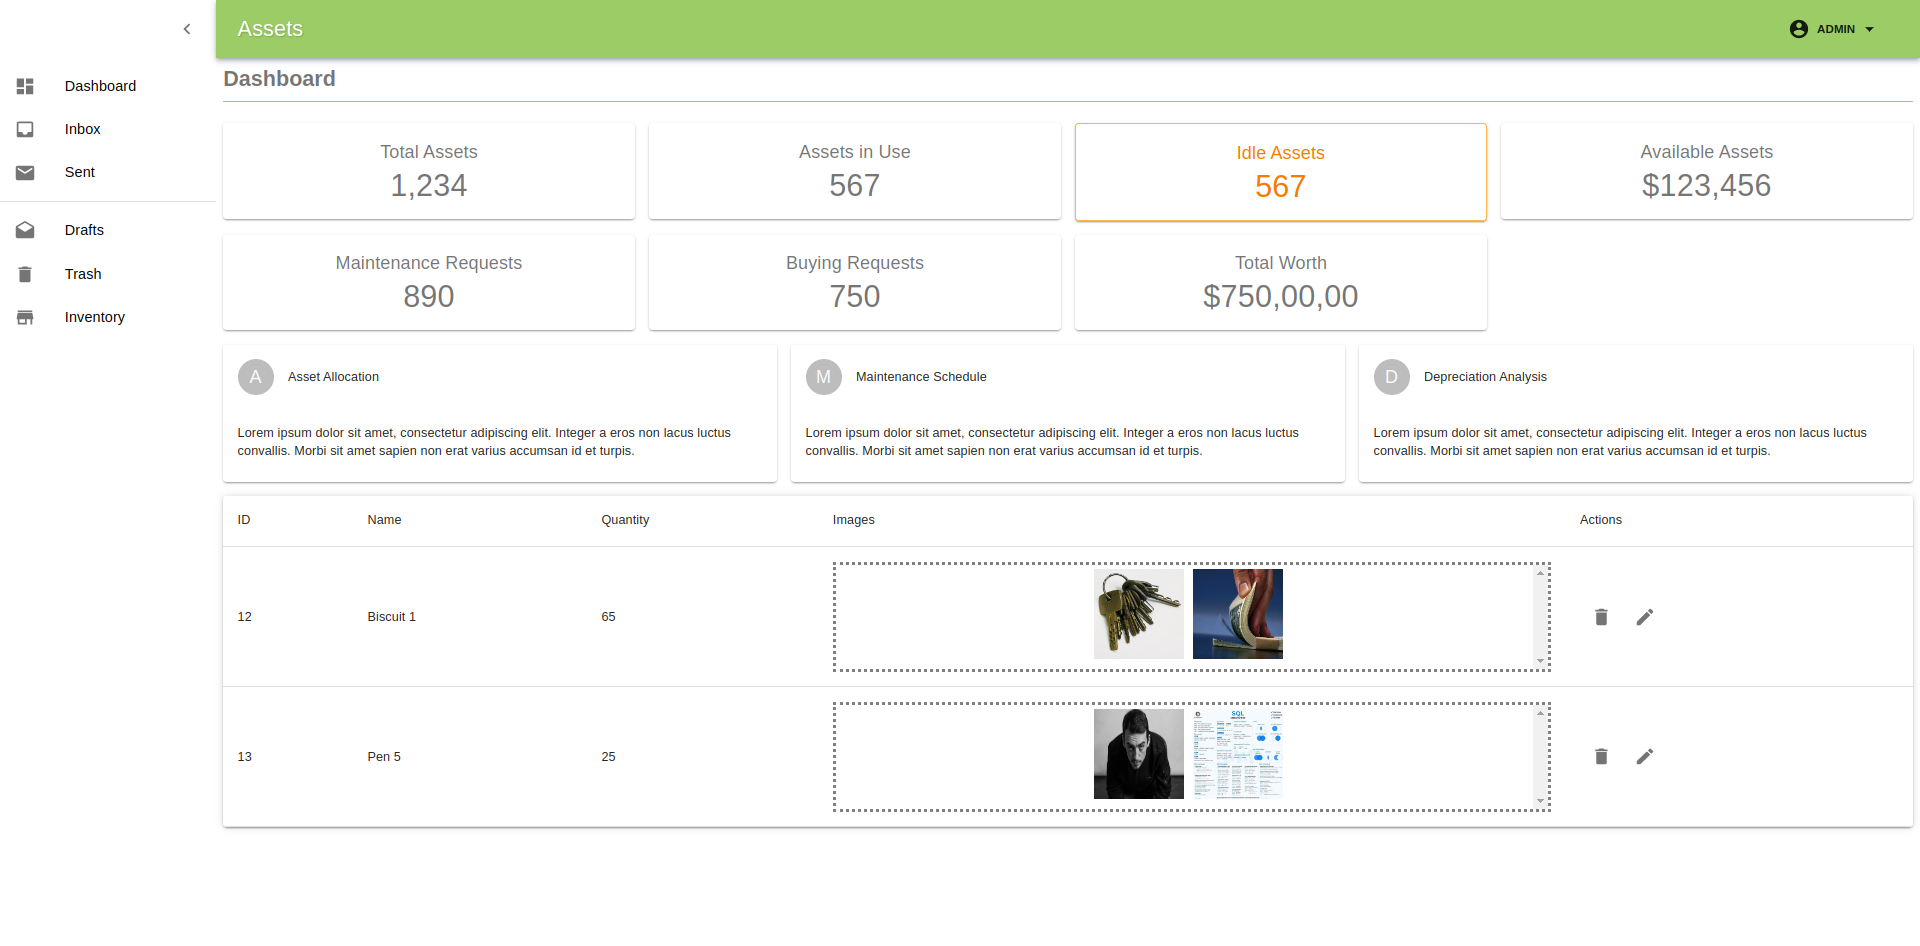 Assets
ADMIN
Dashboard
Inbox
Sent
Drafts
Trash
Inventory
Dashboard
Total Assets
1,234
Assets in Use
567
Idle Assets
567
Available Assets
$123,456
Maintenance Requests
890
Buying Requests
750
Total Worth
$750,00,00
A Asset Allocation
Lorem ipsum dolor sit amet, consectetur adipiscing elit. Integer a eros non lacus luctus
convallis. Morbi sit amet sapien non erat varius accumsan id et turpis.
M Maintenance Schedule
Lorem ipsum dolor sit amet, consectetur adipiscing elit. Integer a eros non lacus luctus
convallis. Morbi sit amet sapien non erat varius accumsan id et turpis.
D Depreciation Analysis
Lorem ipsum dolor sit amet, consectetur adipiscing elit. Integer a eros non lacus luctus
convallis. Morbi sit amet sapien non erat varius accumsan id et turpis.
ID Name Quantity Images Actions
12 Biscuit 1 65
13 Pen 5 25
SQL